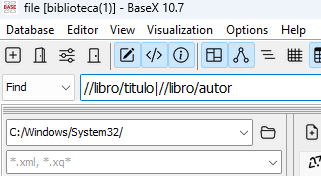 file [biblioteca(1)] - BaseX 10.7
Database Editor View Visualization Options Help
Find //libro/titulo|//libro/autor
C:/Windows/System32/
*.xml, *.xq*